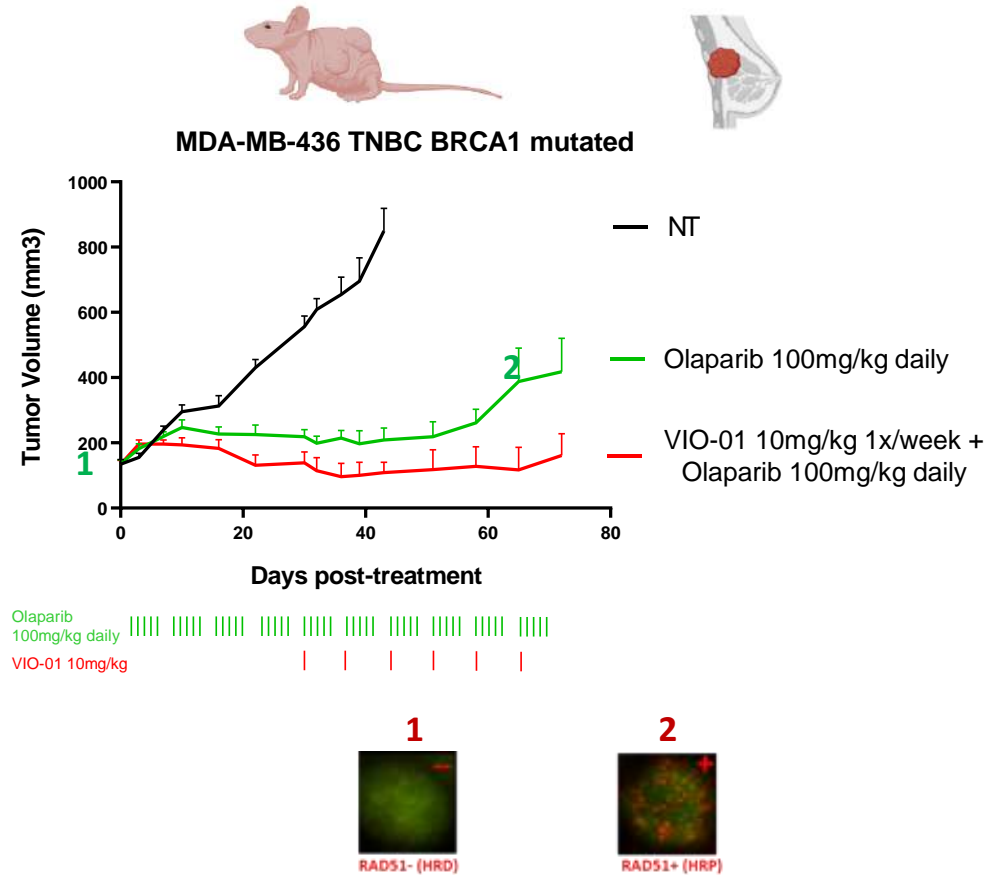 MDA-MB-436 TNBC BRCA1 mutated
1000
800
600
400
200
0
Tumor Volume (mm3)
1
2
0
20
40
60
80
Days post-treatment
NT
Olaparib 100mg/kg daily
VIO-01 10mg/kg 1x/week +
Olaparib 100mg/kg daily
Olaparib
100mg/kg daily
VIO-01 10mg/kg
1
2
−
+
RAD51- (HRD)
RAD51+ (HRP)